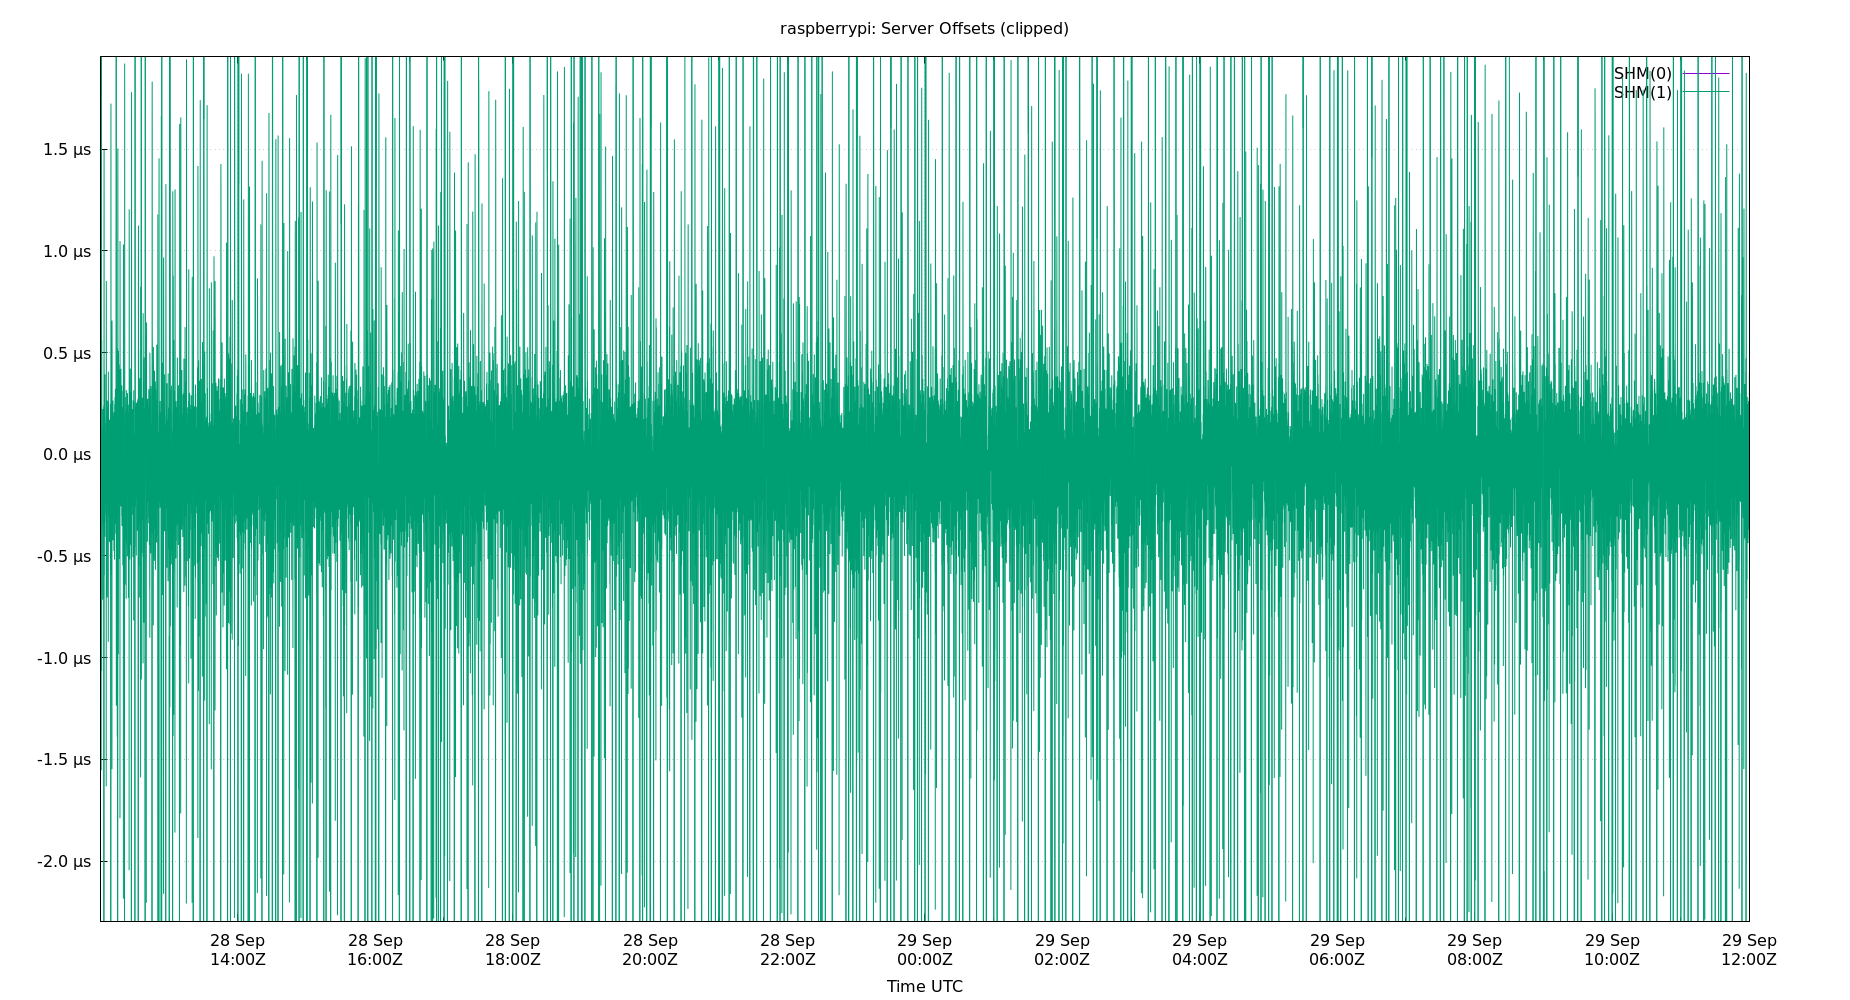 raspberrypi: Server Offsets (clipped)
SHM(0)
SHM(1)
1.5 µs
1.0 µs
0.5 µs
0.0 µs
-0.5 µs
-1.0 µs
-1.5 µs
-2.0 µs
28 Sep 28 Sep 28 Sep 28 Sep 28 Sep 29 Sep 29 Sep 29 Sep 29 Sep 29 Sep 29 Sep 29 Sep
14:00Z 16:00Z 18:00Z 20:00Z 22:00Z 00:00Z 02:00Z 04:00Z 06:00Z 08:00Z 10:00Z 12:00Z
Time UTC